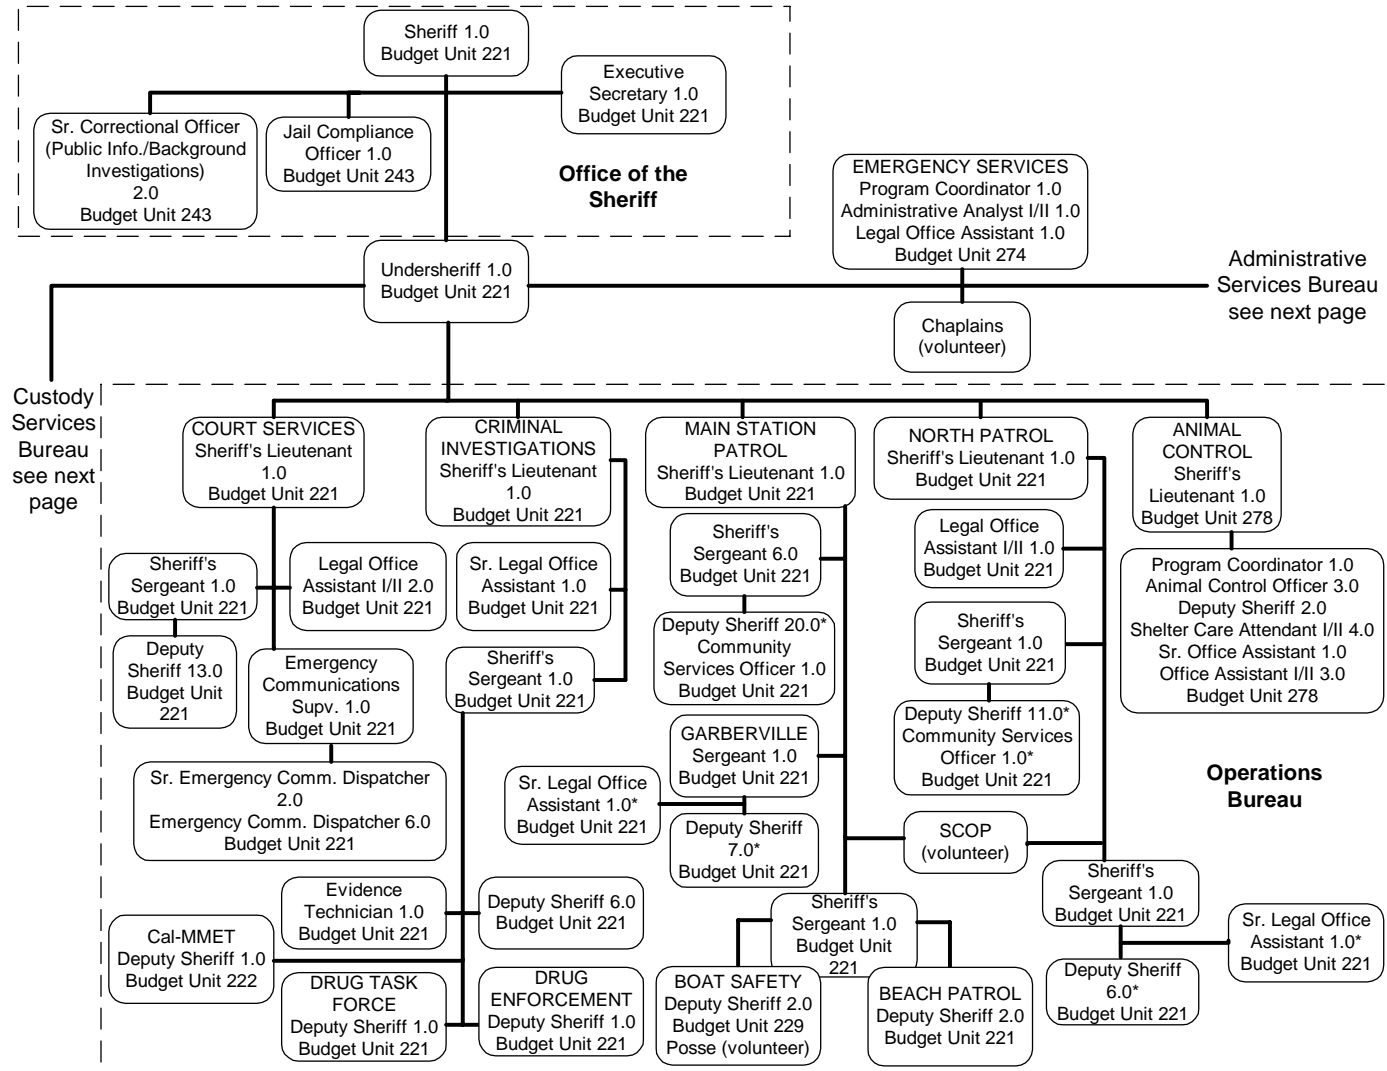 Sheriff 1.0
Budget Unit 221
Executive
Secretary 1.0
Budget Unit 221
Sr. Correctional Officer
(Public Info./Background
Investigations)
2.0
Budget Unit 243
Jail Compliance
Officer 1.0
Budget Unit 243
Office of the
Sheriff
EMERGENCY SERVICES
Program Coordinator 1.0
Administrative Analyst I/II 1.0
Legal Office Assistant 1.0
Budget Unit 274
Undersheriff 1.0
Budget Unit 221
Administrative
Services Bureau
see next page
Chaplains
(volunteer)
Custody
Services
Bureau
see next
page
COURT SERVICES
Sheriff's Lieutenant
1.0
Budget Unit 221
CRIMINAL
INVESTIGATIONS
Sheriff's Lieutenant
1.0
Budget Unit 221
MAIN STATION
PATROL
Sheriff's Lieutenant 1.0
Budget Unit 221
NORTH PATROL
Sheriff's Lieutenant 1.0
Budget Unit 221
ANIMAL
CONTROL
Sheriff's
Lieutenant 1.0
Budget Unit 278
Sheriff's
Sergeant 1.0
Budget Unit 221
Legal Office
Assistant I/II 2.0
Budget Unit 221
Sr. Legal Office
Assistant 1.0
Budget Unit 221
Sheriff's
Sergeant 6.0
Budget Unit 221
Legal Office
Assistant I/II 1.0
Budget Unit 221
Program Coordinator 1.0
Animal Control Officer 3.0
Deputy Sheriff 2.0
Shelter Care Attendant I/II 4.0
Sr. Office Assistant 1.0
Office Assistant I/II 3.0
Budget Unit 278
Deputy
Sheriff 13.0
Budget Unit
221
Emergency
Communications
Supv. 1.0
Budget Unit 221
Sheriff's
Sergeant 1.0
Budget Unit 221
Deputy Sheriff 20.0*
Community
Services Officer 1.0
Budget Unit 221
Sheriff's
Sergeant 1.0
Budget Unit 221
Deputy Sheriff 11.0*
Community Services
Officer 1.0*
Budget Unit 221
GARBERVILLE
Sergeant 1.0
Budget Unit 221
Operations
Bureau
Sr. Emergency Comm. Dispatcher
2.0
Emergency Comm. Dispatcher 6.0
Budget Unit 221
Sr. Legal Office
Assistant 1.0*
Budget Unit 221
Deputy Sheriff
7.0*
Budget Unit 221
SCOP
(volunteer)
Sheriff's
Sergeant 1.0
Budget Unit 221
Evidence
Technician 1.0
Budget Unit 221
Deputy Sheriff 6.0
Budget Unit 221
Sheriff's
Sergeant 1.0
Budget Unit
221
Sr. Legal Office
Assistant 1.0*
Budget Unit 221
Cal-MMET
Deputy Sheriff 1.0
Budget Unit 222
Deputy Sheriff
6.0*
Budget Unit 221
DRUG TASK
FORCE
Deputy Sheriff 1.0
Budget Unit 221
DRUG
ENFORCEMENT
Deputy Sheriff 1.0
Budget Unit 221
BOAT SAFETY
Deputy Sheriff 2.0
Budget Unit 229
Posse (volunteer)
BEACH PATROL
Deputy Sheriff 2.0
Budget Unit 221